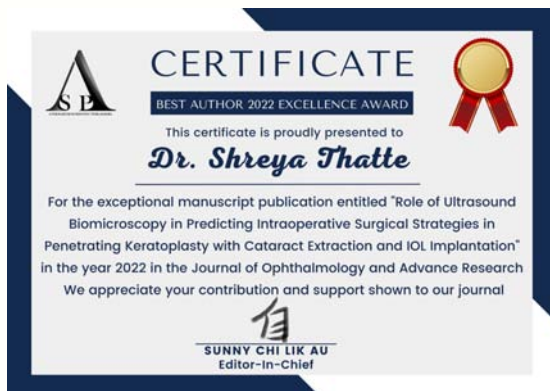 ASP
CERTIFICATE
BEST AUTHOR 2022 EXCELLENCE AWARD
This certificate is proudly presented to
Dr. Shreya Thatte
For the exceptional manuscript publication entitled "Role of Ultrasound
Biomicroscopy in Predicting Intraoperative Surgical Strategies in
Penetrating Keratoplasty with Cataract Extraction and IOL Implantation"
in the year 2022 in the Journal of Ophthalmology and Advance Research
We appreciate your contribution and support shown to our journal
SUNNY CHI LIK AU
Editor-In-Chief